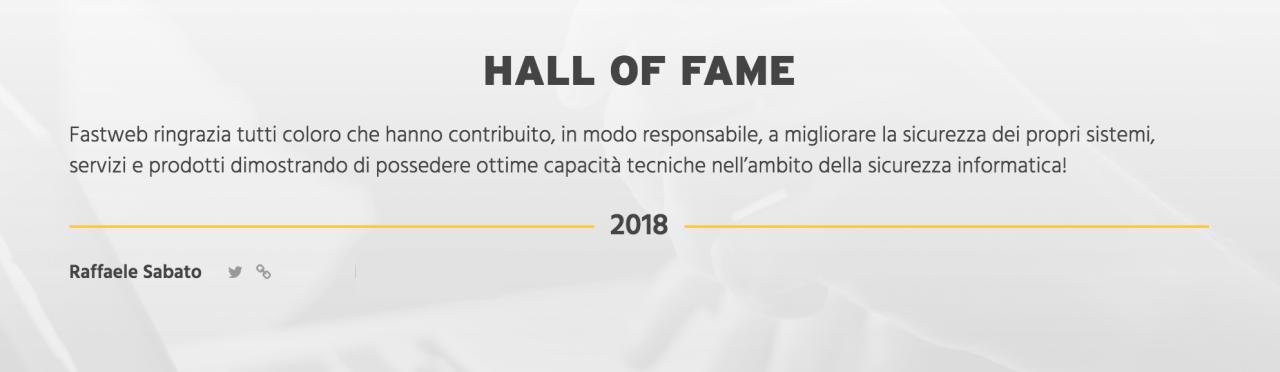 HALL OF FAME
Fastweb ringrazia tutti coloro che hanno contribuito, in modo responsabile, a migliorare la sicurezza dei propri sistemi,
servizi e prodotti dimostrando di possedere ottime capacità tecniche nell’ambito della sicurezza informatica!
2018
Raffaele Sabato